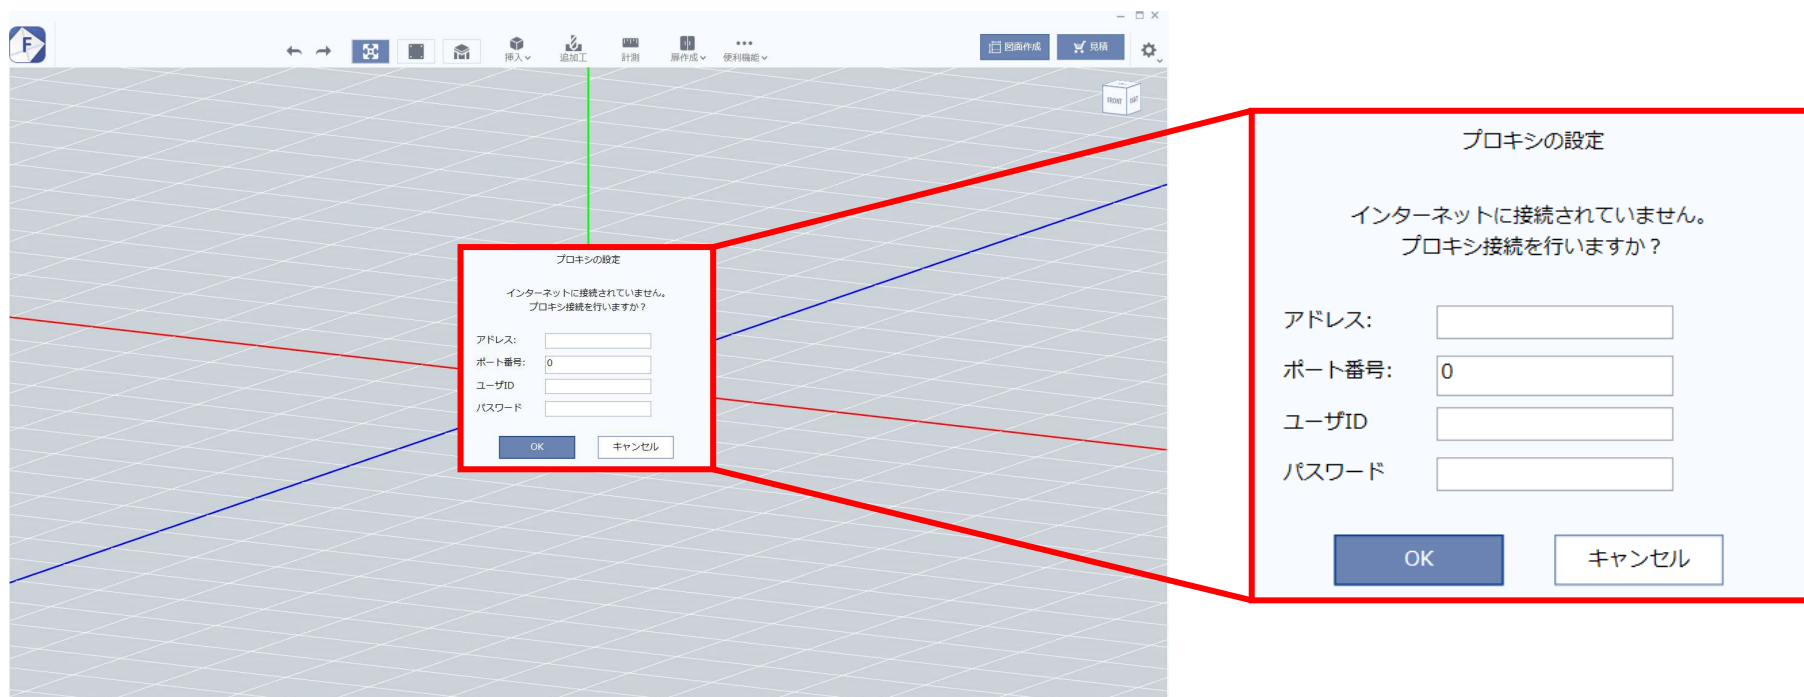 F
挿入
追加工
計測
扉作成
便利機能
図面作成
見積
FRONT
プロキシの設定
インターネットに接続されていません。
プロキシ接続を行いますか？
アドレス:
ポート番号: 0
ユーザID
パスワード
OK キャンセル
プロキシの設定
インターネットに接続されていません。
プロキシ接続を行いますか？
アドレス:
ポート番号: 0
ユーザID
パスワード
OK キャンセル